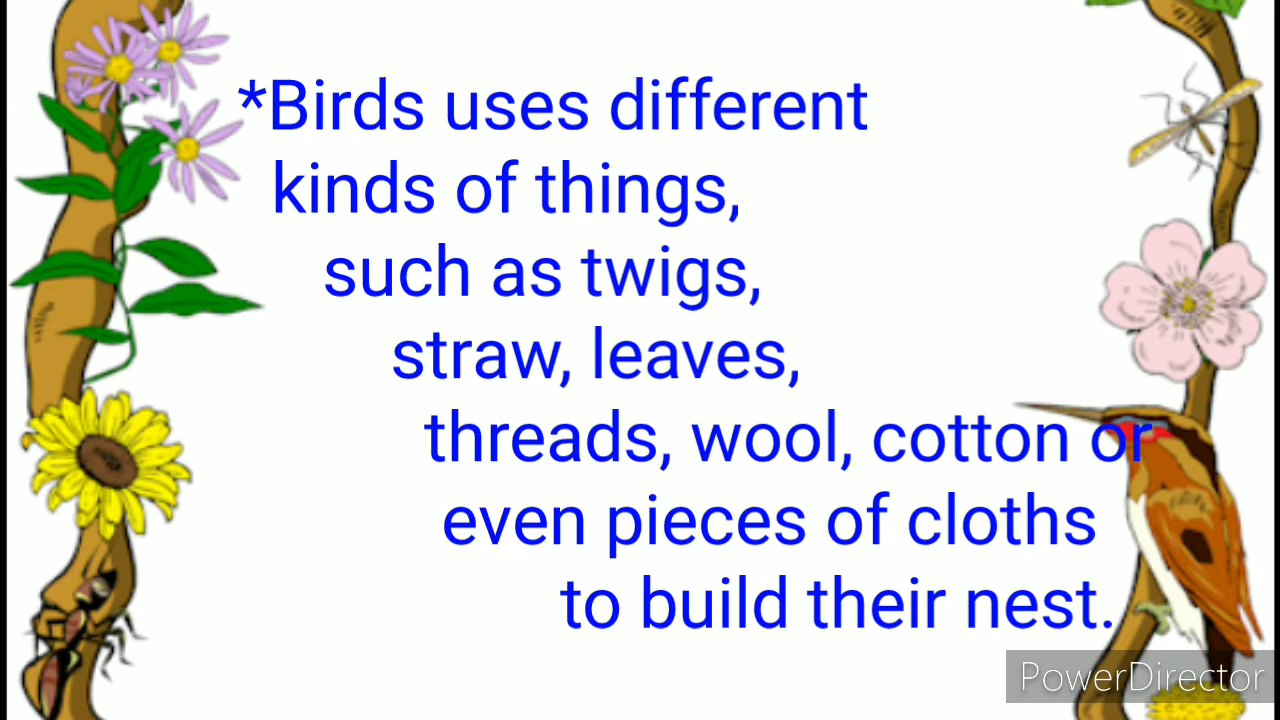 *Birds uses different
kinds of things,
such as twigs,
straw, leaves,
threads, wool, cotton or
even pieces of cloths
to build their nest.
PowerDirector